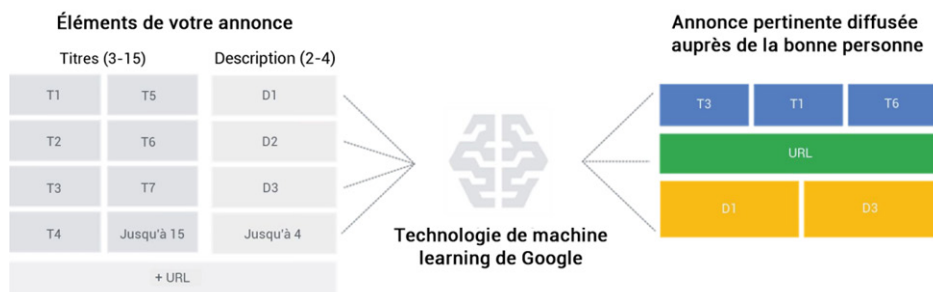 Éléments de votre annonce
Titres (3-15)
Description (2-4)
T1
T5
D1
T2
T6
D2
T3
T7
D3
T4
Jusqu'à 15
Jusqu'à 4
+ URL
Technologie de machine
learning de Google
Annonce pertinente diffusée
auprès de la bonne personne
T3
T1
T6
URL
D1
D3